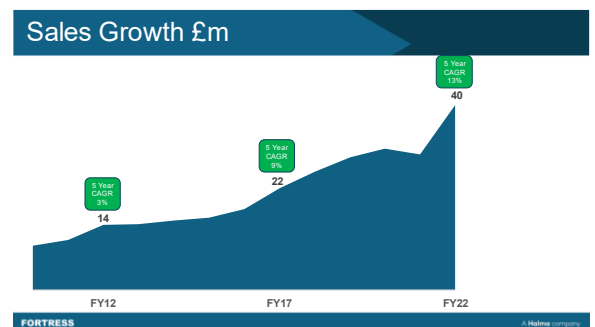 Sales Growth £m
5 Year
CAGR
13%
40
5 Year
CAGR
9%
22
5 Year
CAGR
3%
14
FY12
FY17
FY22
FORTRESS
A Halma company